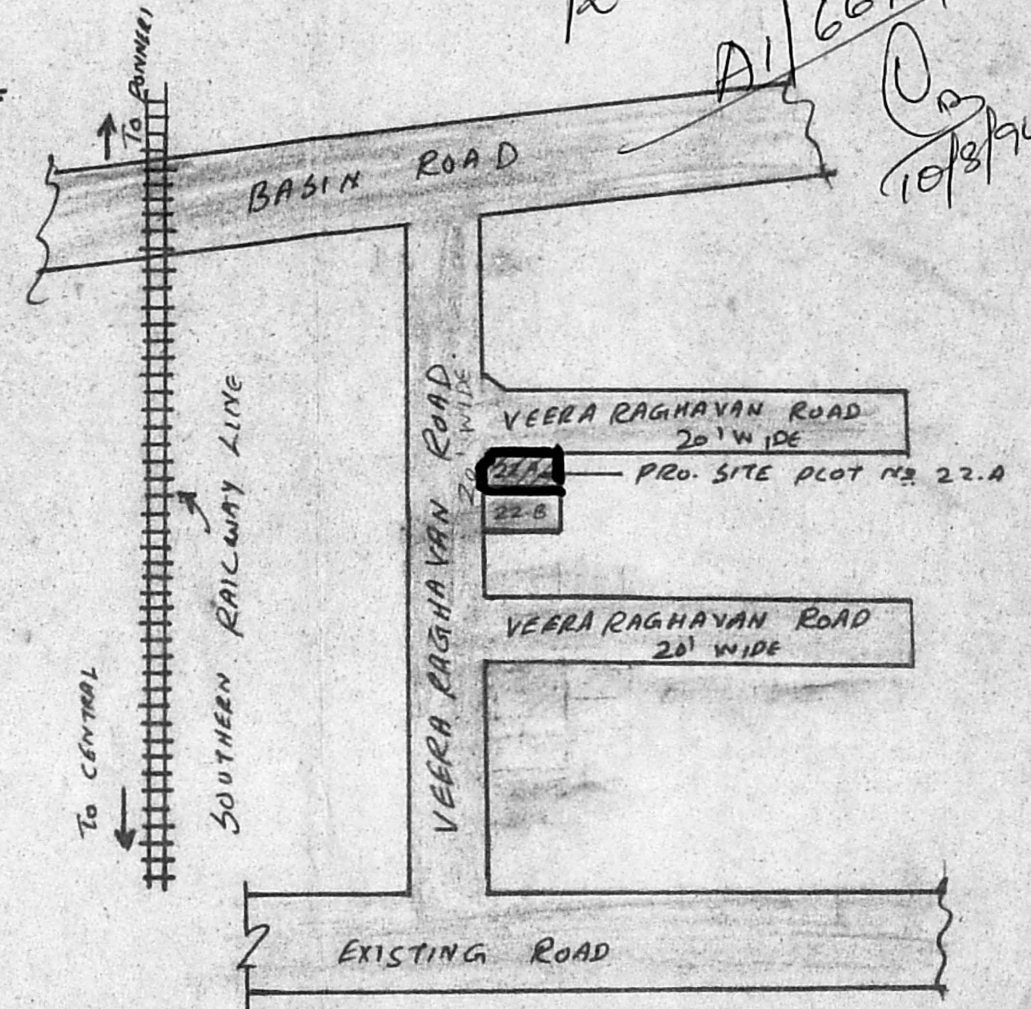 A1
10/8/94
To PONNERI
BASIN ROAD
VEERA RAGHAVAN ROAD
20' WIDE
VEERA RAGHAVAN ROAD
20' WIDE
22.A
PRO. SITE PLOT No 22.A
22.B
VEERA RAGHAVAN ROAD
20' WIDE
SOUTHERN RAILWAY LINE
To CENTRAL
EXISTING ROAD